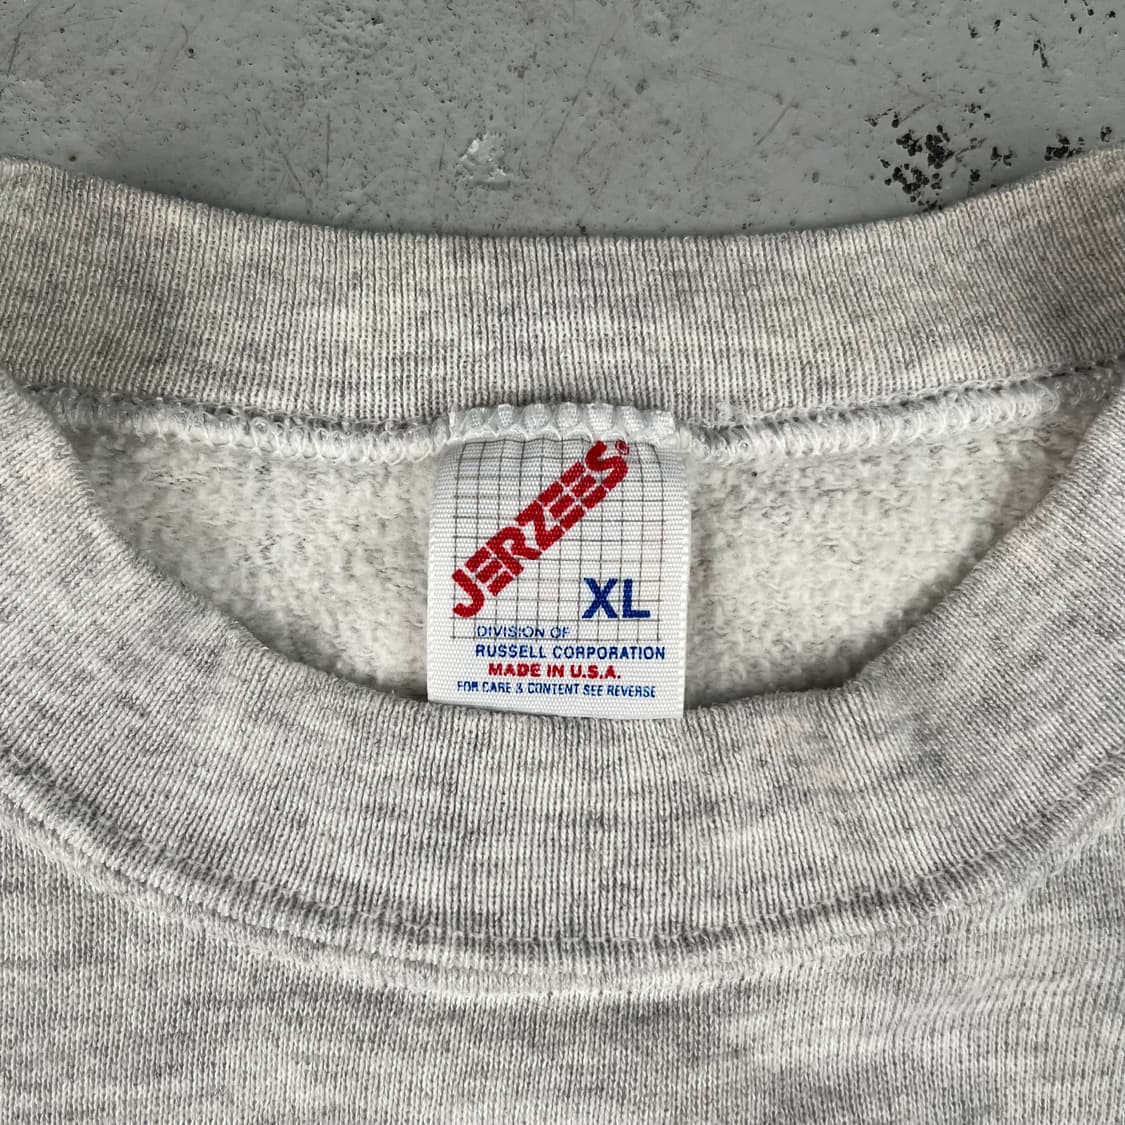 JERZEES®
XL
DIVISION OF
RUSSELL CORPORATION
MADE IN U.S.A.
FOR CARE & CONTENT SEE REVERSE